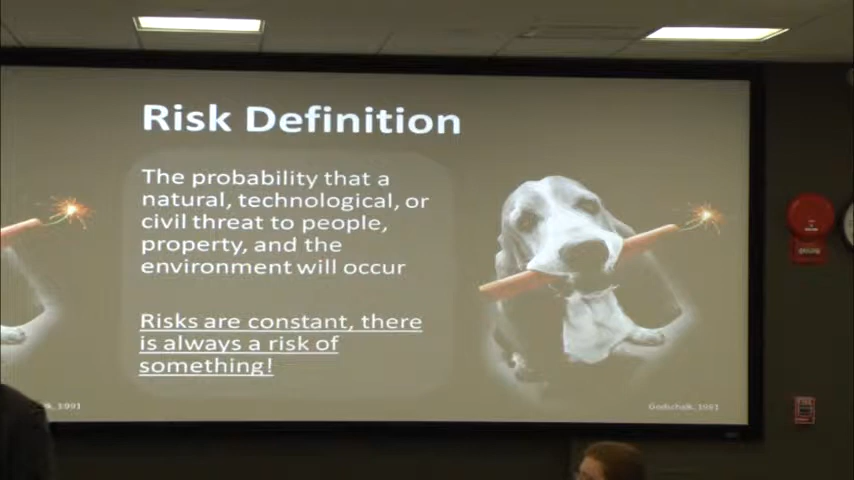 Risk Definition
The probability that a
natural, technological, or
civil threat to people,
property, and the
environment will occur
Risks are constant, there
is always a risk of
something!
1991
Godschalk, 1991